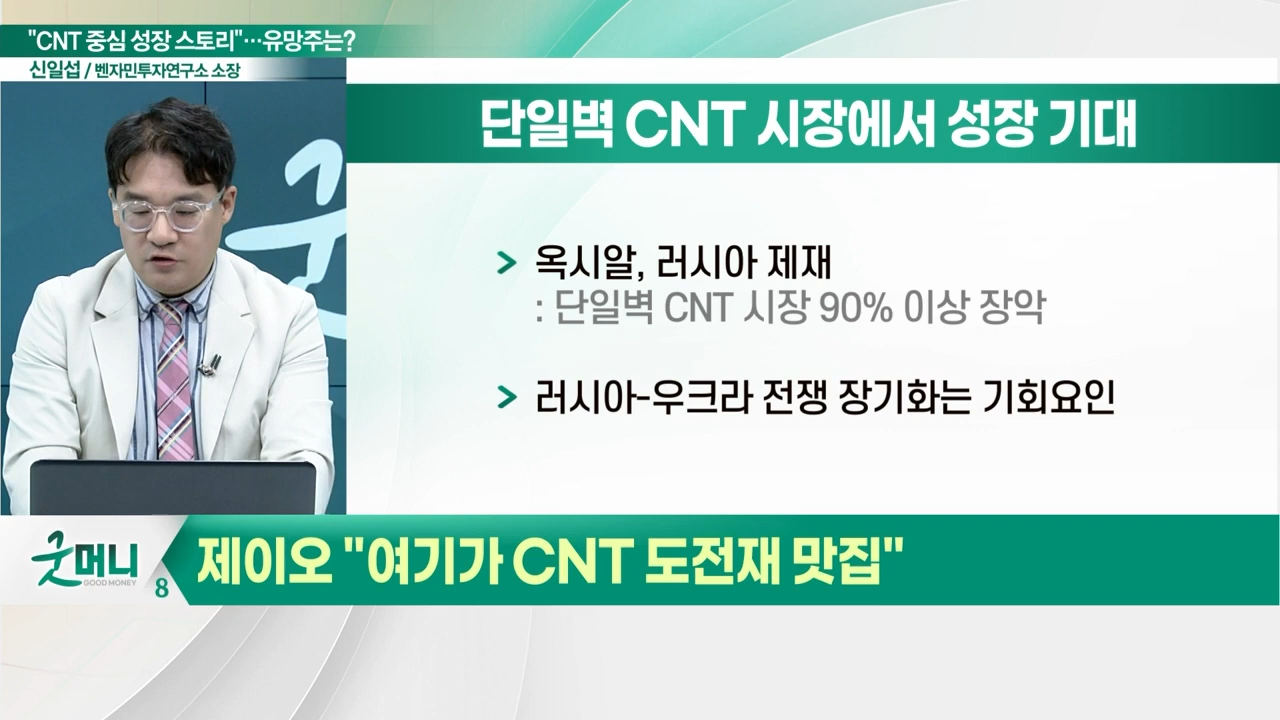 "CNT 중심 성장 스토리"…유망주는?
신일섭 / 벤자민투자연구소 소장
단일벽 CNT 시장에서 성장 기대
> 옥시알, 러시아 제재
: 단일벽 CNT 시장 90% 이상 장악
> 러시아-우크라 전쟁 장기화는 기회요인
굿머니
GOOD MONEY
8
제이오 "여기가 CNT 도전재 맛집"